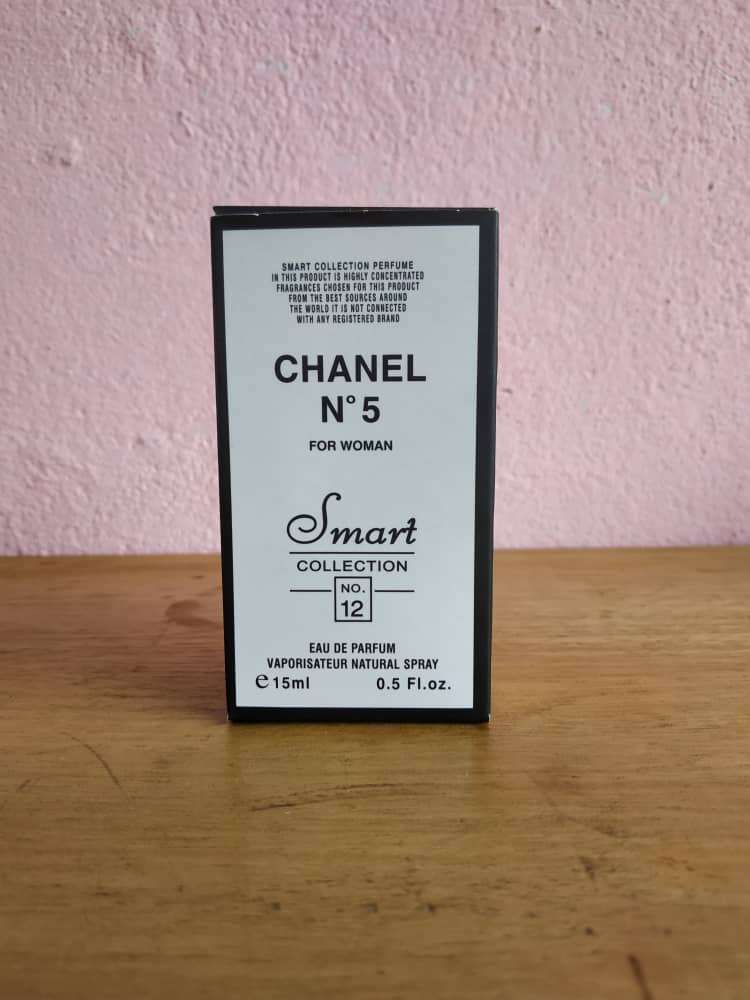 SMART COLLECTION PERFUME
IN THIS PRODUCT IS HIGHLY CONCENTRATED
FRAGRANCES CHOSEN FOR THIS PRODUCT
FROM THE BEST SOURCES AROUND
THE WORLD IT IS NOT CONNECTED
WITH ANY REGISTERED BRAND
CHANEL
N° 5
FOR WOMAN
Smart
COLLECTION
NO.
12
EAU DE PARFUM
VAPORISATEUR NATURAL SPRAY
℮ 15ml 0.5 Fl.oz.